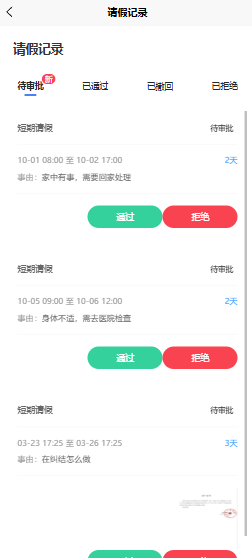 请假记录
请假记录
待审批 新 已通过 已撤回 已拒绝
短期请假 待审批
10-01 08:00 至 10-02 17:00 2天
事由：家中有事，需要回家处理
通过 拒绝
短期请假 待审批
10-05 09:00 至 10-06 12:00 2天
事由：身体不适，需去医院检查
通过 拒绝
短期请假 待审批
03-23 17:25 至 03-26 17:25 3天
事由：在纠结怎么做